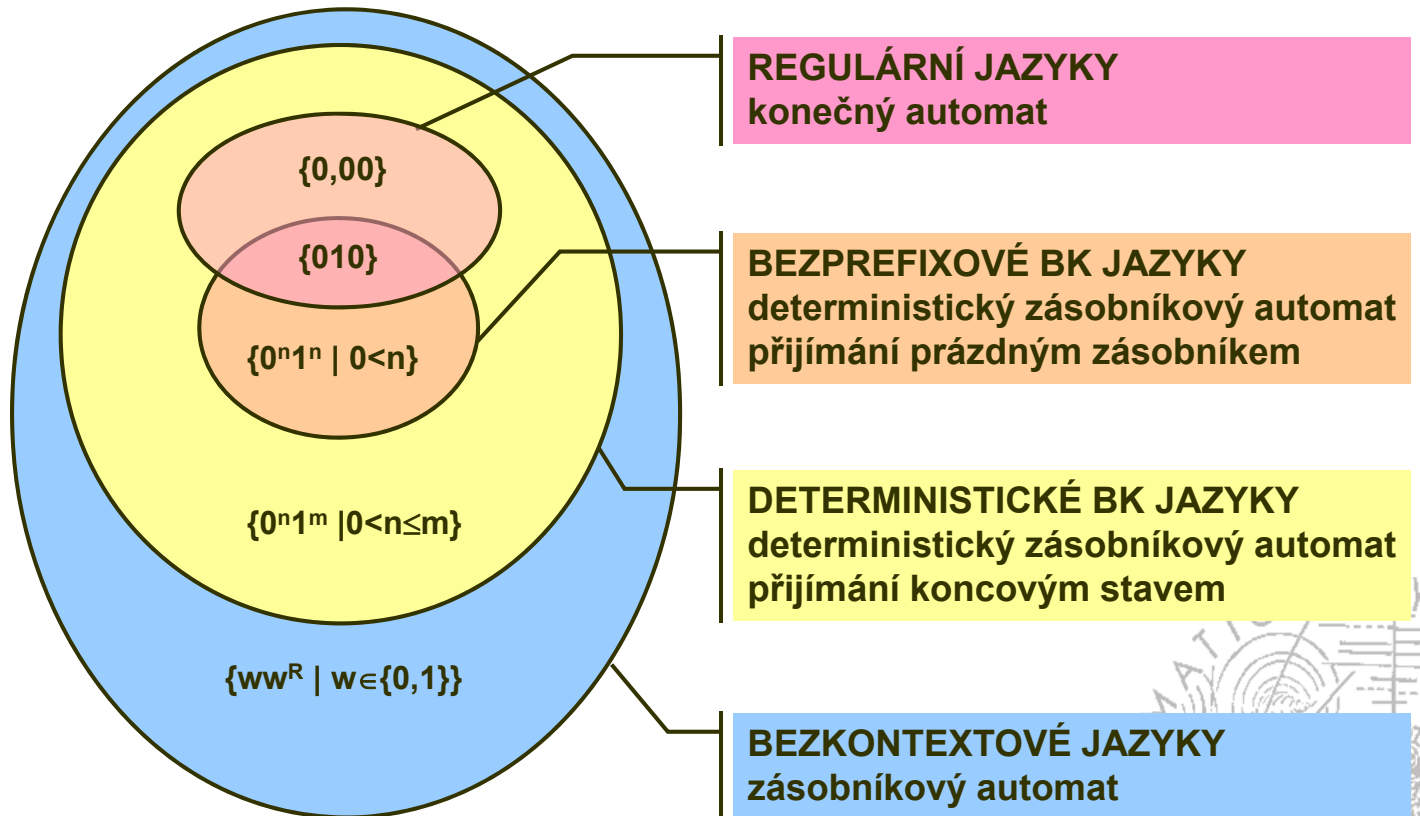 {0,00}
{010}
{0ⁿ1ⁿ | 0<n}
{0ⁿ1ᵐ |0<n≤m}
{wwᴿ | w∈{0,1}}
REGULÁRNÍ JAZYKY
konečný automat
BEZPREFIXOVÉ BK JAZYKY
deterministický zásobníkový automat
přijímání prázdným zásobníkem
DETERMINISTICKÉ BK JAZYKY
deterministický zásobníkový automat
přijímání koncovým stavem
BEZKONTEXTOVÉ JAZYKY
zásobníkový automat